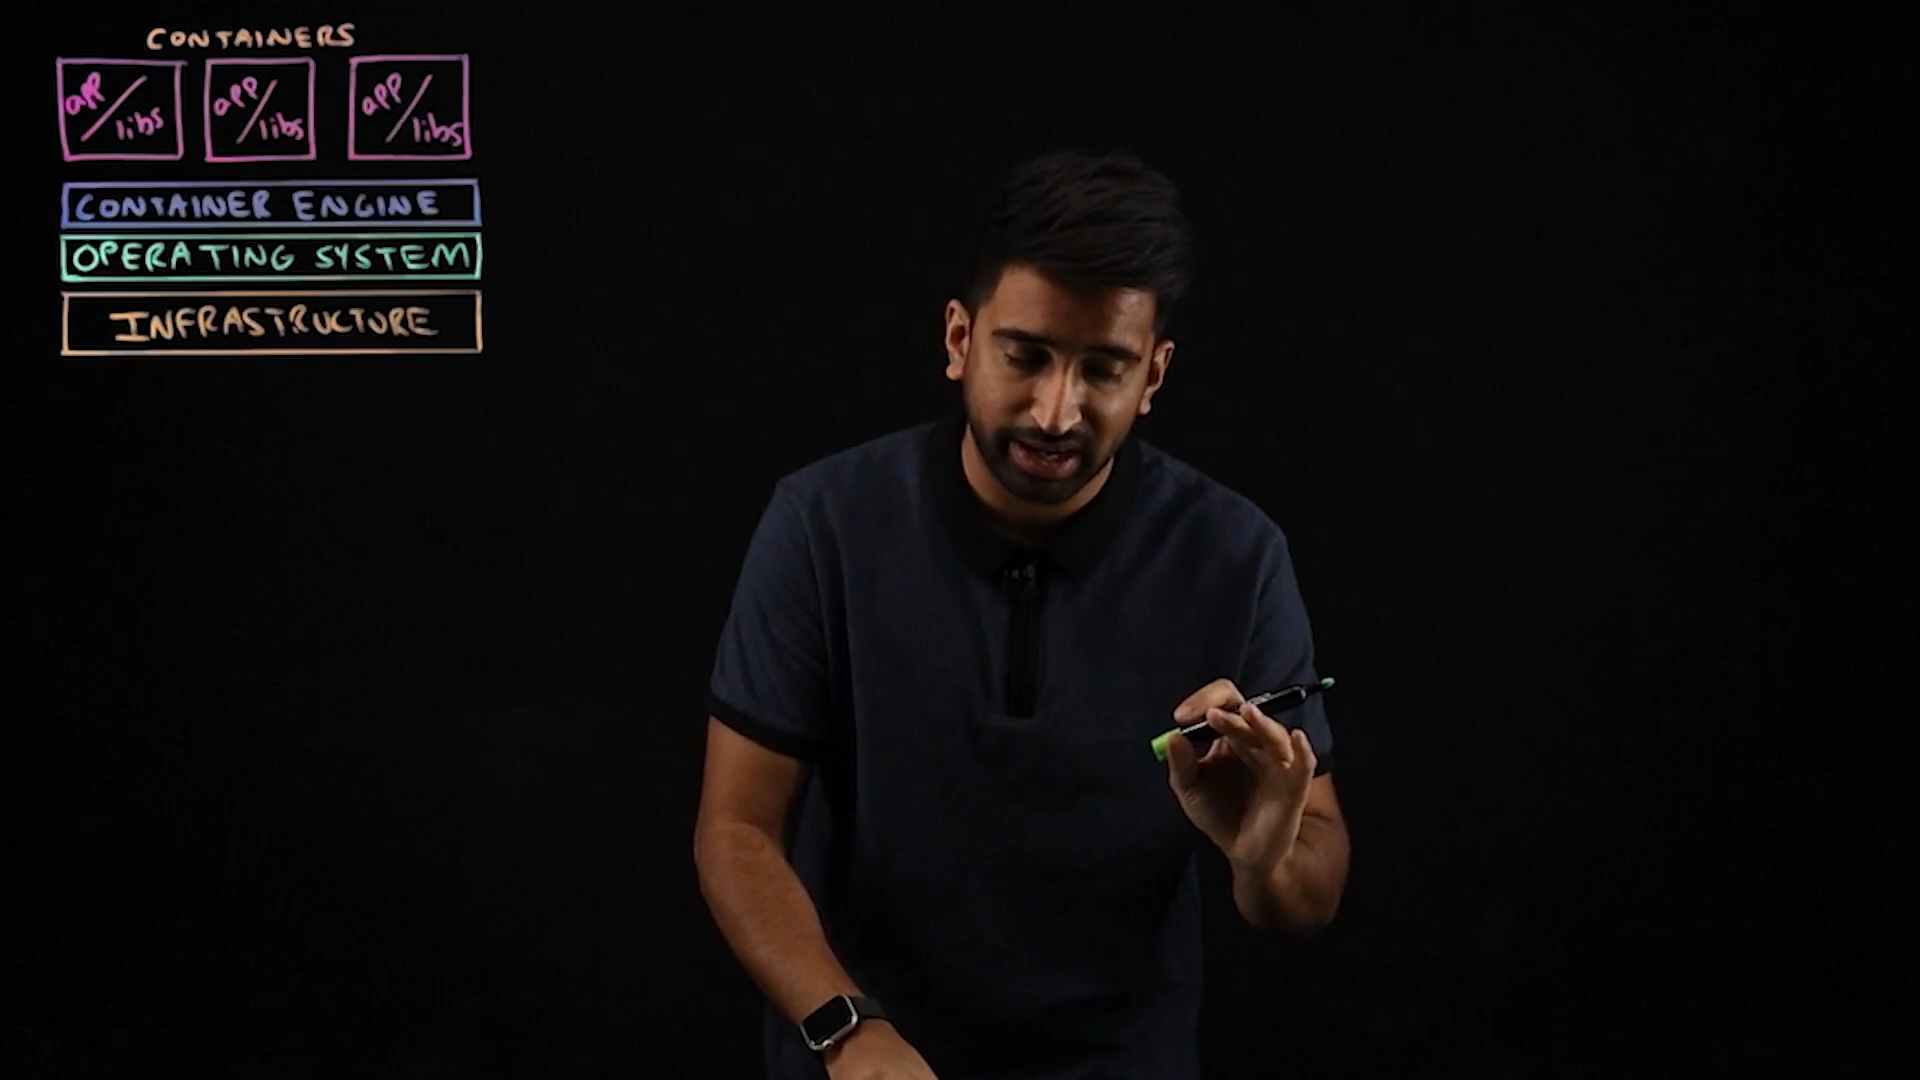 CONTAINERS
app/libs app/libs app/libs
CONTAINER ENGINE
OPERATING SYSTEM
INFRASTRUCTURE